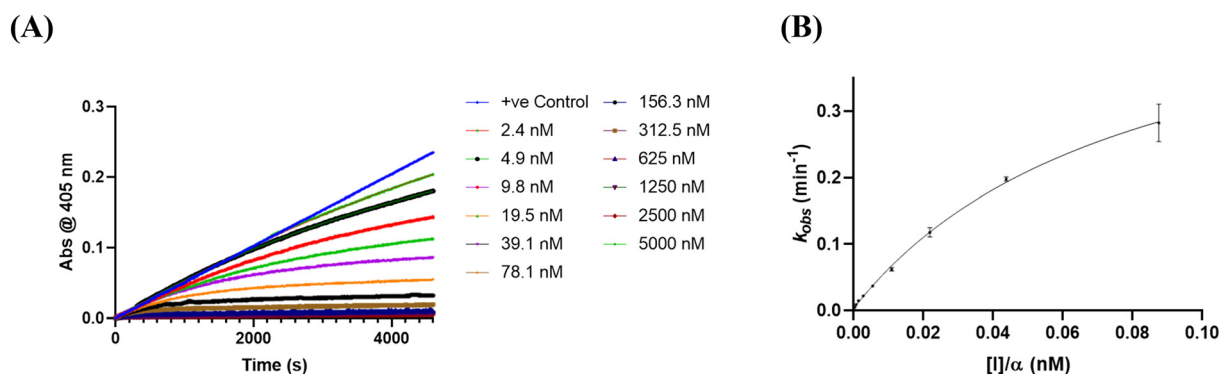 (A)
(B)
Abs @ 405 nm
0.3
0.2
0.1
0.0
0
2000
4000
Time (s)
+ve Control
2.4 nM
4.9 nM
9.8 nM
19.5 nM
39.1 nM
78.1 nM
156.3 nM
312.5 nM
625 nM
1250 nM
2500 nM
5000 nM
kobs (min-1)
0.3
0.2
0.1
0.0
0.00
0.02
0.04
0.06
0.08
0.10
[I]/α (nM)